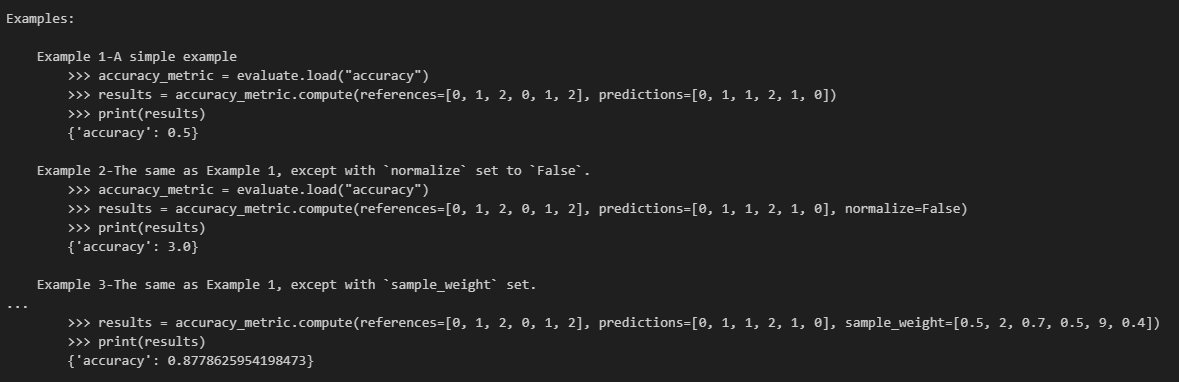 Examples:
Example 1-A simple example
>>> accuracy_metric = evaluate.load("accuracy")
>>> results = accuracy_metric.compute(references=[0, 1, 2, 0, 1, 2], predictions=[0, 1, 1, 2, 1, 0])
>>> print(results)
{'accuracy': 0.5}
Example 2-The same as Example 1, except with `normalize` set to `False`.
>>> accuracy_metric = evaluate.load("accuracy")
>>> results = accuracy_metric.compute(references=[0, 1, 2, 0, 1, 2], predictions=[0, 1, 1, 2, 1, 0], normalize=False)
>>> print(results)
{'accuracy': 3.0}
Example 3-The same as Example 1, except with `sample_weight` set.
...
>>> results = accuracy_metric.compute(references=[0, 1, 2, 0, 1, 2], predictions=[0, 1, 1, 2, 1, 0], sample_weight=[0.5, 2, 0.7, 0.5, 9, 0.4])
>>> print(results)
{'accuracy': 0.8778625954198473}